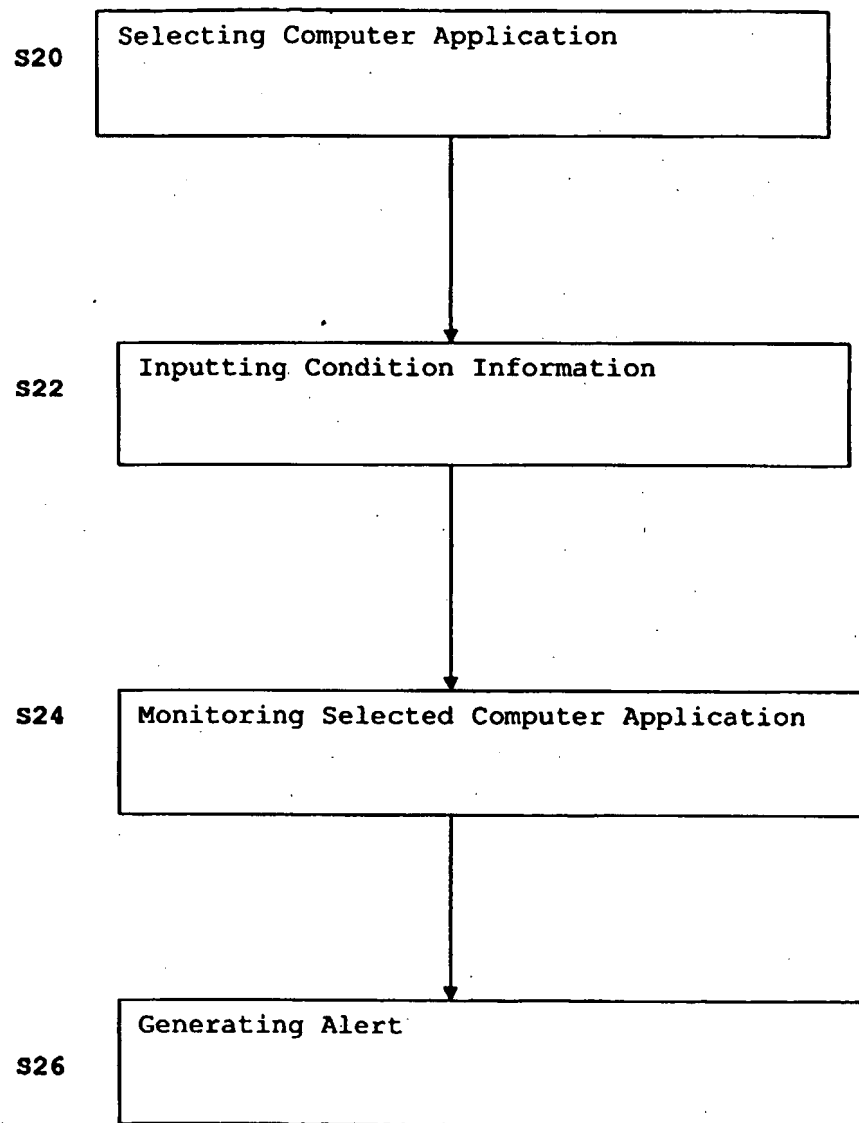 Selecting Computer Application
S20
Inputting Condition Information
S22
Monitoring Selected Computer Application
S24
Generating Alert
S26